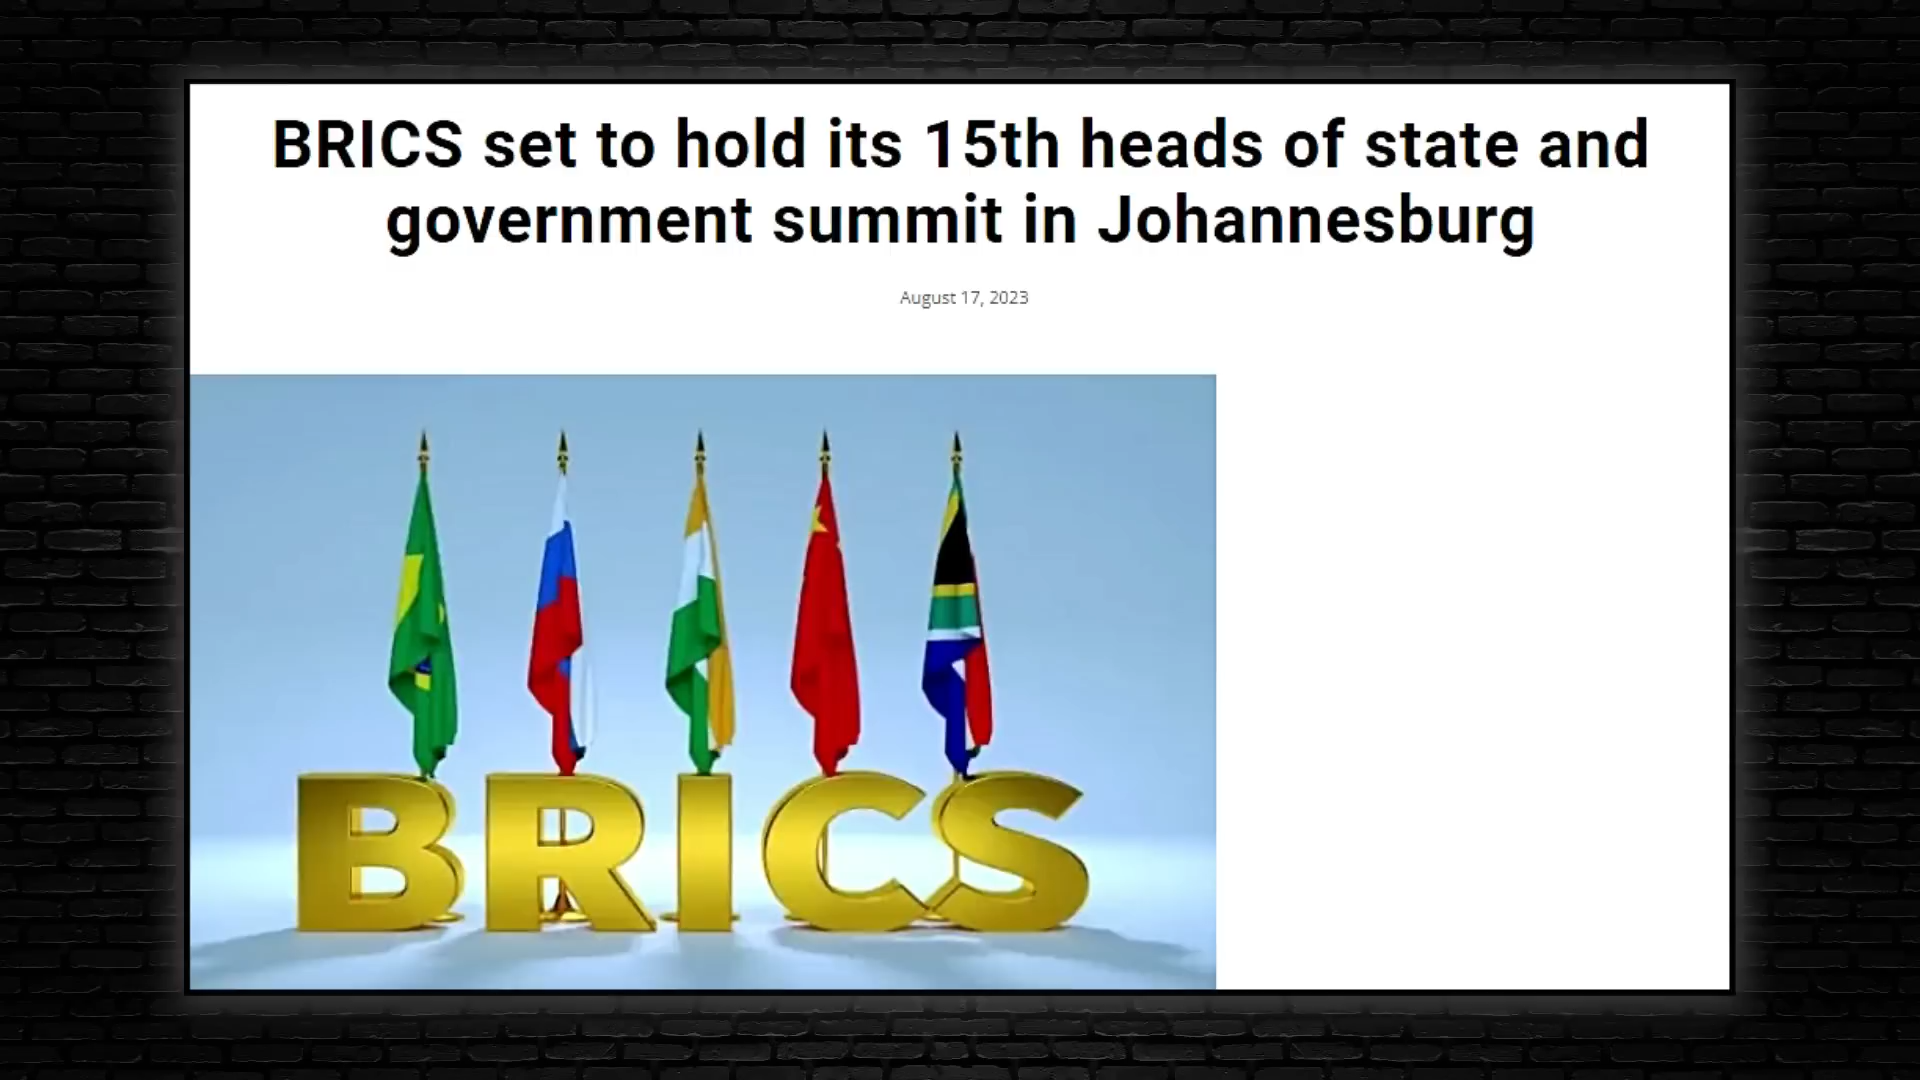 BRICS set to hold its 15th heads of state and
government summit in Johannesburg
August 17, 2023
BRICS